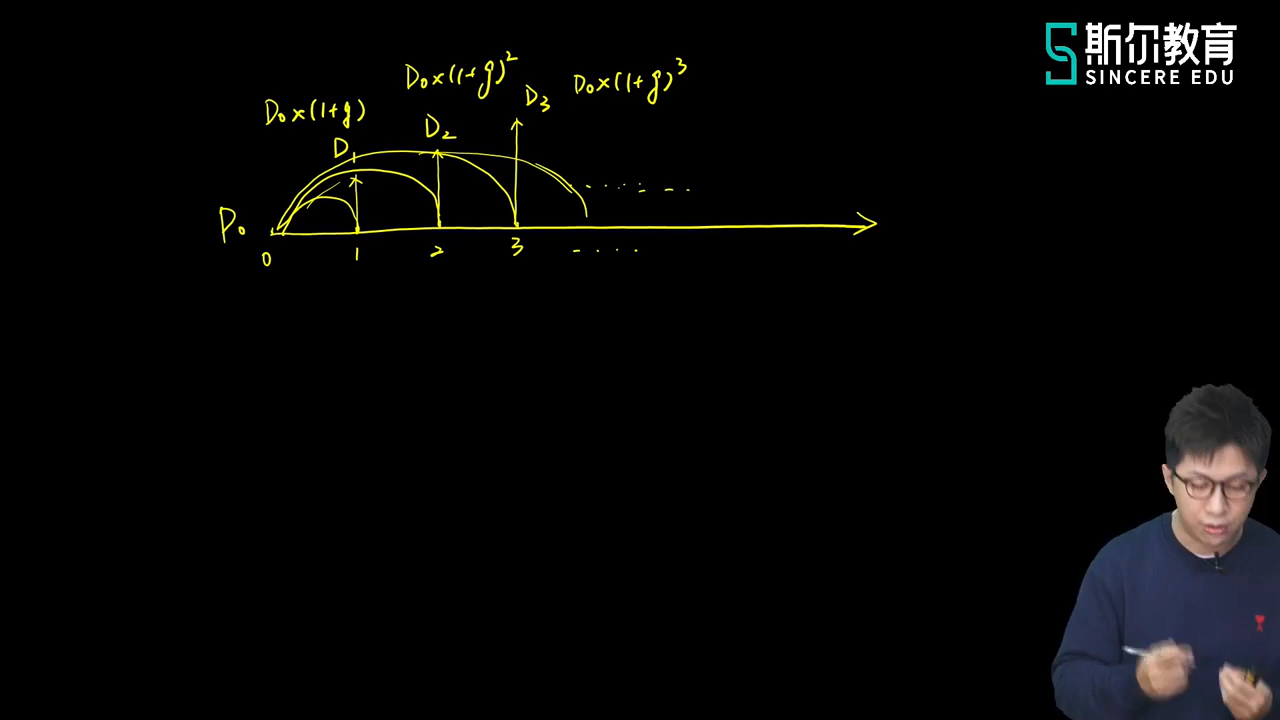 斯尔教育
SINCERE EDU
D₀×(1+g)²
D₀×(1+g)³
D₀×(1+g)
D₃
D₂
D₁
P₀
0 1 2 3